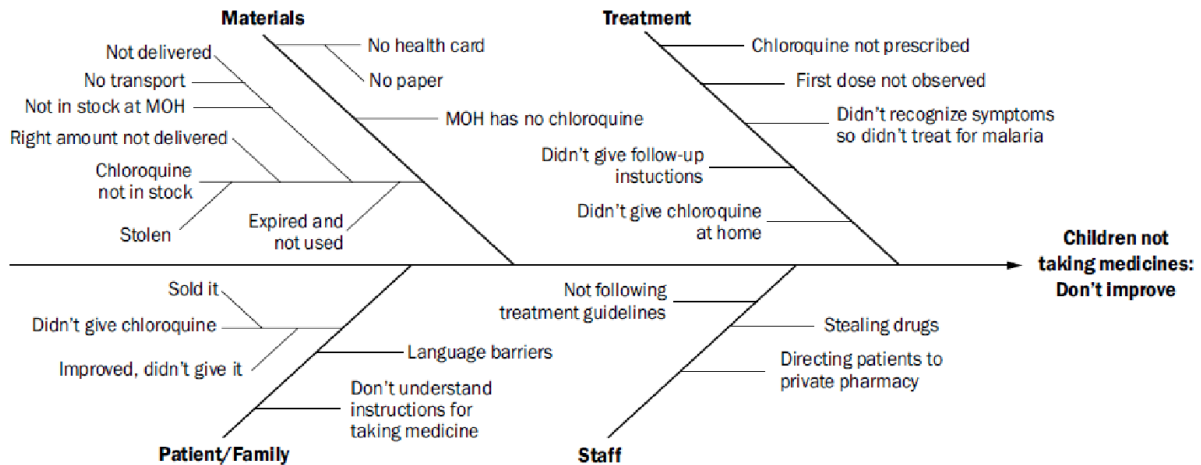 Materials
Treatment
Not delivered
No health card
Chloroquine not prescribed
No transport
No paper
First dose not observed
Not in stock at MOH
MOH has no chloroquine
Didn't recognize symptoms
so didn't treat for malaria
Right amount not delivered
Didn't give follow-up
instuctions
Chloroquine
not in stock
Didn't give chloroquine
at home
Stolen
Expired and
not used
Children not
taking medicines:
Don't improve
Sold it
Not following
treatment guidelines
Didn't give chloroquine
Stealing drugs
Improved, didn't give it
Language barriers
Directing patients to
private pharmacy
Don't understand
instructions for
taking medicine
Patient/Family
Staff